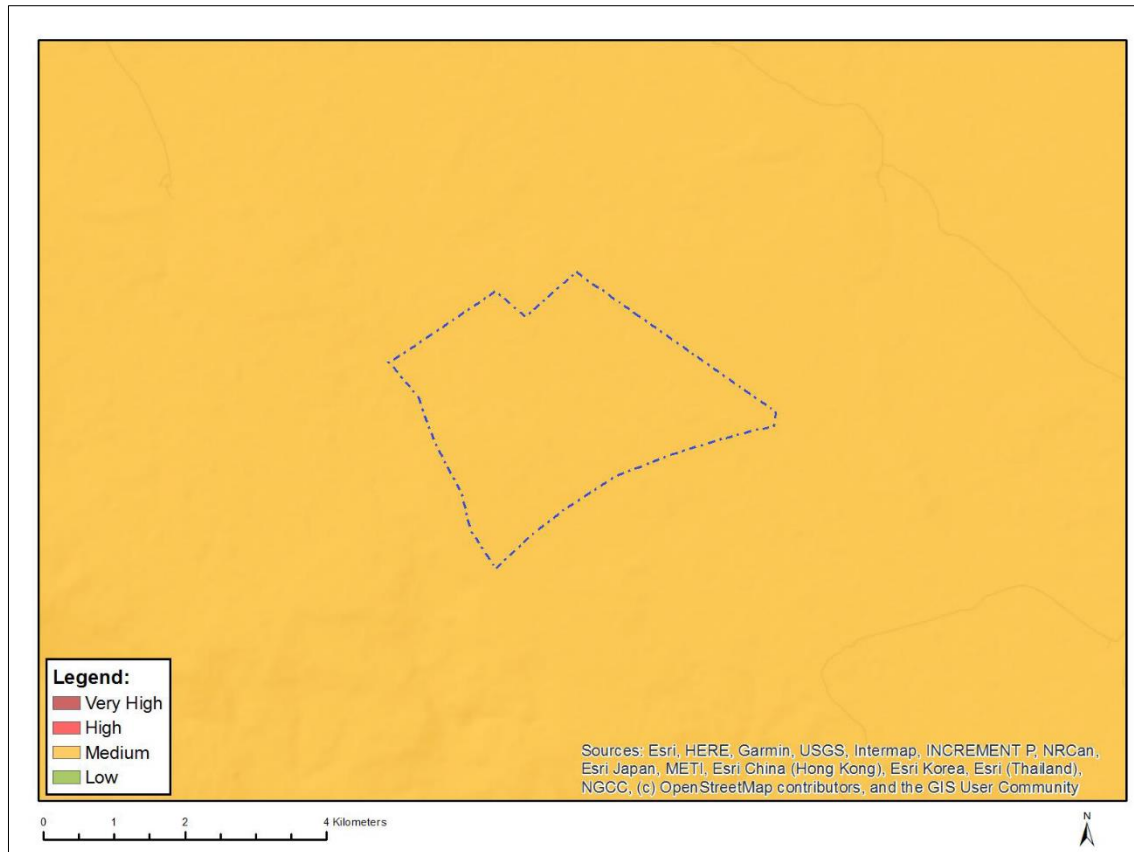 Legend:
Very High
High
Medium
Low
Sources: Esri, HERE, Garmin, USGS, Intermap, INCREMENT P, NRCan,
Esri Japan, METI, Esri China (Hong Kong), Esri Korea, Esri (Thailand),
NGCC, (c) OpenStreetMap contributors, and the GIS User Community
0 1 2 4 Kilometers
N